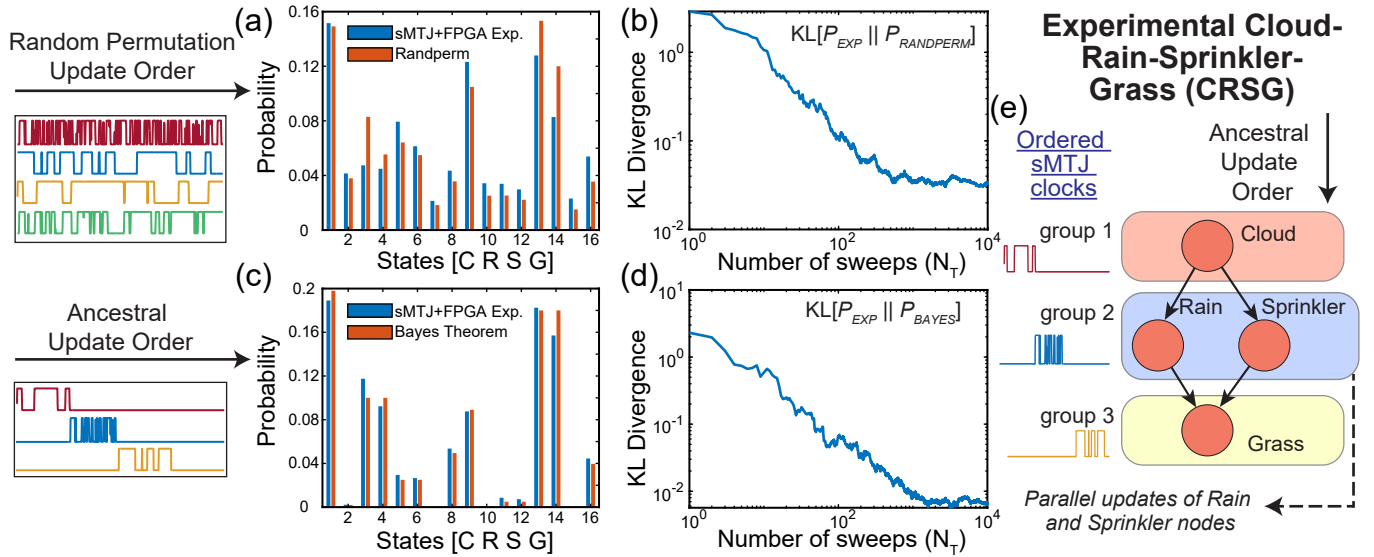 Random Permutation
Update Order
(a)
0.16
0.12
0.08
0.04
0
Probability
sMTJ+FPGA Exp.
Randperm
2 4 6 8 10 12 14 16
States [C R S G]
(b)
KL[P_EXP || P_RANDPERM]
10^0
10^-1
10^-2
KL Divergence
10^0 10^2 10^4
Number of sweeps (N_T)
Ancestral
Update Order
(c)
0.2
0.16
0.12
0.08
0.04
0
Probability
sMTJ+FPGA Exp.
Bayes Theorem
2 4 6 8 10 12 14 16
States [C R S G]
(d)
KL[P_EXP || P_BAYES]
10^1
10^0
10^-1
10^-2
KL Divergence
10^0 10^2 10^4
Number of sweeps (N_T)
Experimental Cloud-
Rain-Sprinkler-
Grass (CRSG)
(e)
Ordered
sMTJ
clocks
Ancestral
Update
Order
group 1
Cloud
group 2
Rain
Sprinkler
group 3
Grass
Parallel updates of Rain
and Sprinkler nodes